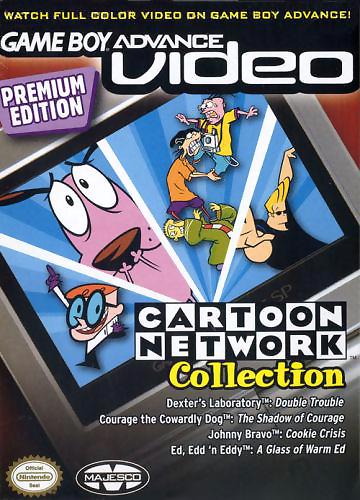 WATCH FULL COLOR VIDEO ON GAME BOY ADVANCE!
GAME BOY ADVANCE
video
PREMIUM
EDITION
SP
CARTOON
NETWORK
TM
Collection
Dexter's Laboratory™: Double Trouble
Courage the Cowardly Dog™: The Shadow of Courage
Johnny Bravo™: Cookie Crisis
Ed, Edd 'n Eddy™: A Glass of Warm Ed
Official
Nintendo
Seal
MAJESCO